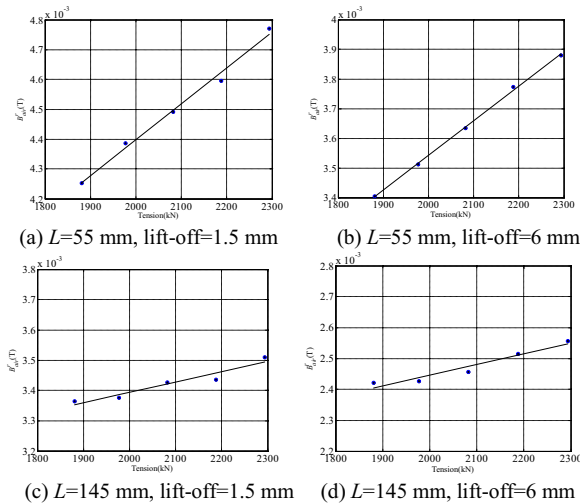 x 10⁻³
4.8
4.7
4.6
4.5
4.4
4.3
4.2
1800 1900 2000 2100 2200 2300
Tension(kN)
(a) L=55 mm, lift-off=1.5 mm
x 10⁻³
4
3.9
3.8
3.7
3.6
3.5
3.4
1800 1900 2000 2100 2200 2300
Tension(kN)
(b) L=55 mm, lift-off=6 mm
x 10⁻³
3.8
3.7
3.6
3.5
3.4
3.3
3.2
1800 1900 2000 2100 2200 2300
Tension(kN)
(c) L=145 mm, lift-off=1.5 mm
x 10⁻³
2.8
2.7
2.6
2.5
2.4
2.3
2.2
1800 1900 2000 2100 2200 2300
Tension(kN)
(d) L=145 mm, lift-off=6 mm